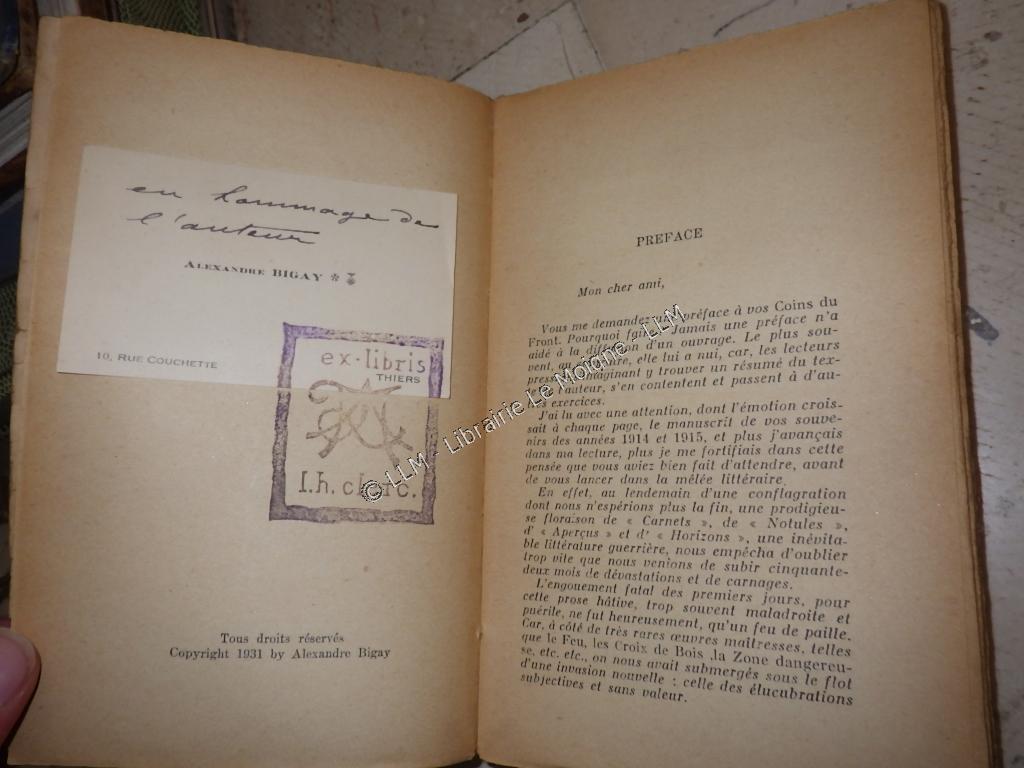 en hommage de
l'auteur
ALEXANDRE BIGAY
10, RUE COUCHETTE
THIERS
ex-libris
I.h. clerc.
Tous droits réservés
Copyright 1931 by Alexandre Bigay
PREFACE
Mon cher ami,
Vous me demandez une préface à vos Coins du
Front. Pourquoi faire ? Jamais une préface n'a
aidé à la diffusion d'un ouvrage. Le plus sou-
vent, au contraire, elle lui a nui, car, les lecteurs
pressés s'imaginant y trouver un résumé du tex-
te de l'auteur, s'en contentent et passent à d'au-
tres exercices.
J'ai lu avec une attention, dont l'émotion crois-
sait à chaque page, le manuscrit de vos souve-
nirs des années 1914 et 1915, et plus j'avançais
dans ma lecture, plus je me fortifiais dans cette
pensée que vous aviez bien fait d'attendre, avant
de vous lancer dans la mêlée littéraire.
En effet, au lendemain d'une conflagration
dont nous n'espérions plus la fin, une prodigieu-
se floraison de « Carnets », de « Notules »,
d' « Aperçus » et d' « Horizons », une inévita-
ble littérature guerrière, nous empêcha d'oublier
trop vite que nous venions de subir cinquante-
deux mois de dévastations et de carnages.
L'engouement fatal des premiers jours, pour
cette prose hâtive, trop souvent maladroite et
puérile, ne fut heureusement, qu'un feu de paille.
Car, à côté de très rares œuvres maîtresses, telles
que le Feu, les Croix de Bois ,la Zone dangereu-
se, etc. etc., on nous avait submergés sous le flot
d'une invasion nouvelle : celle des élucubrations
subjectives et sans valeur.
© LLM - Librairie Le Moigne - LLM